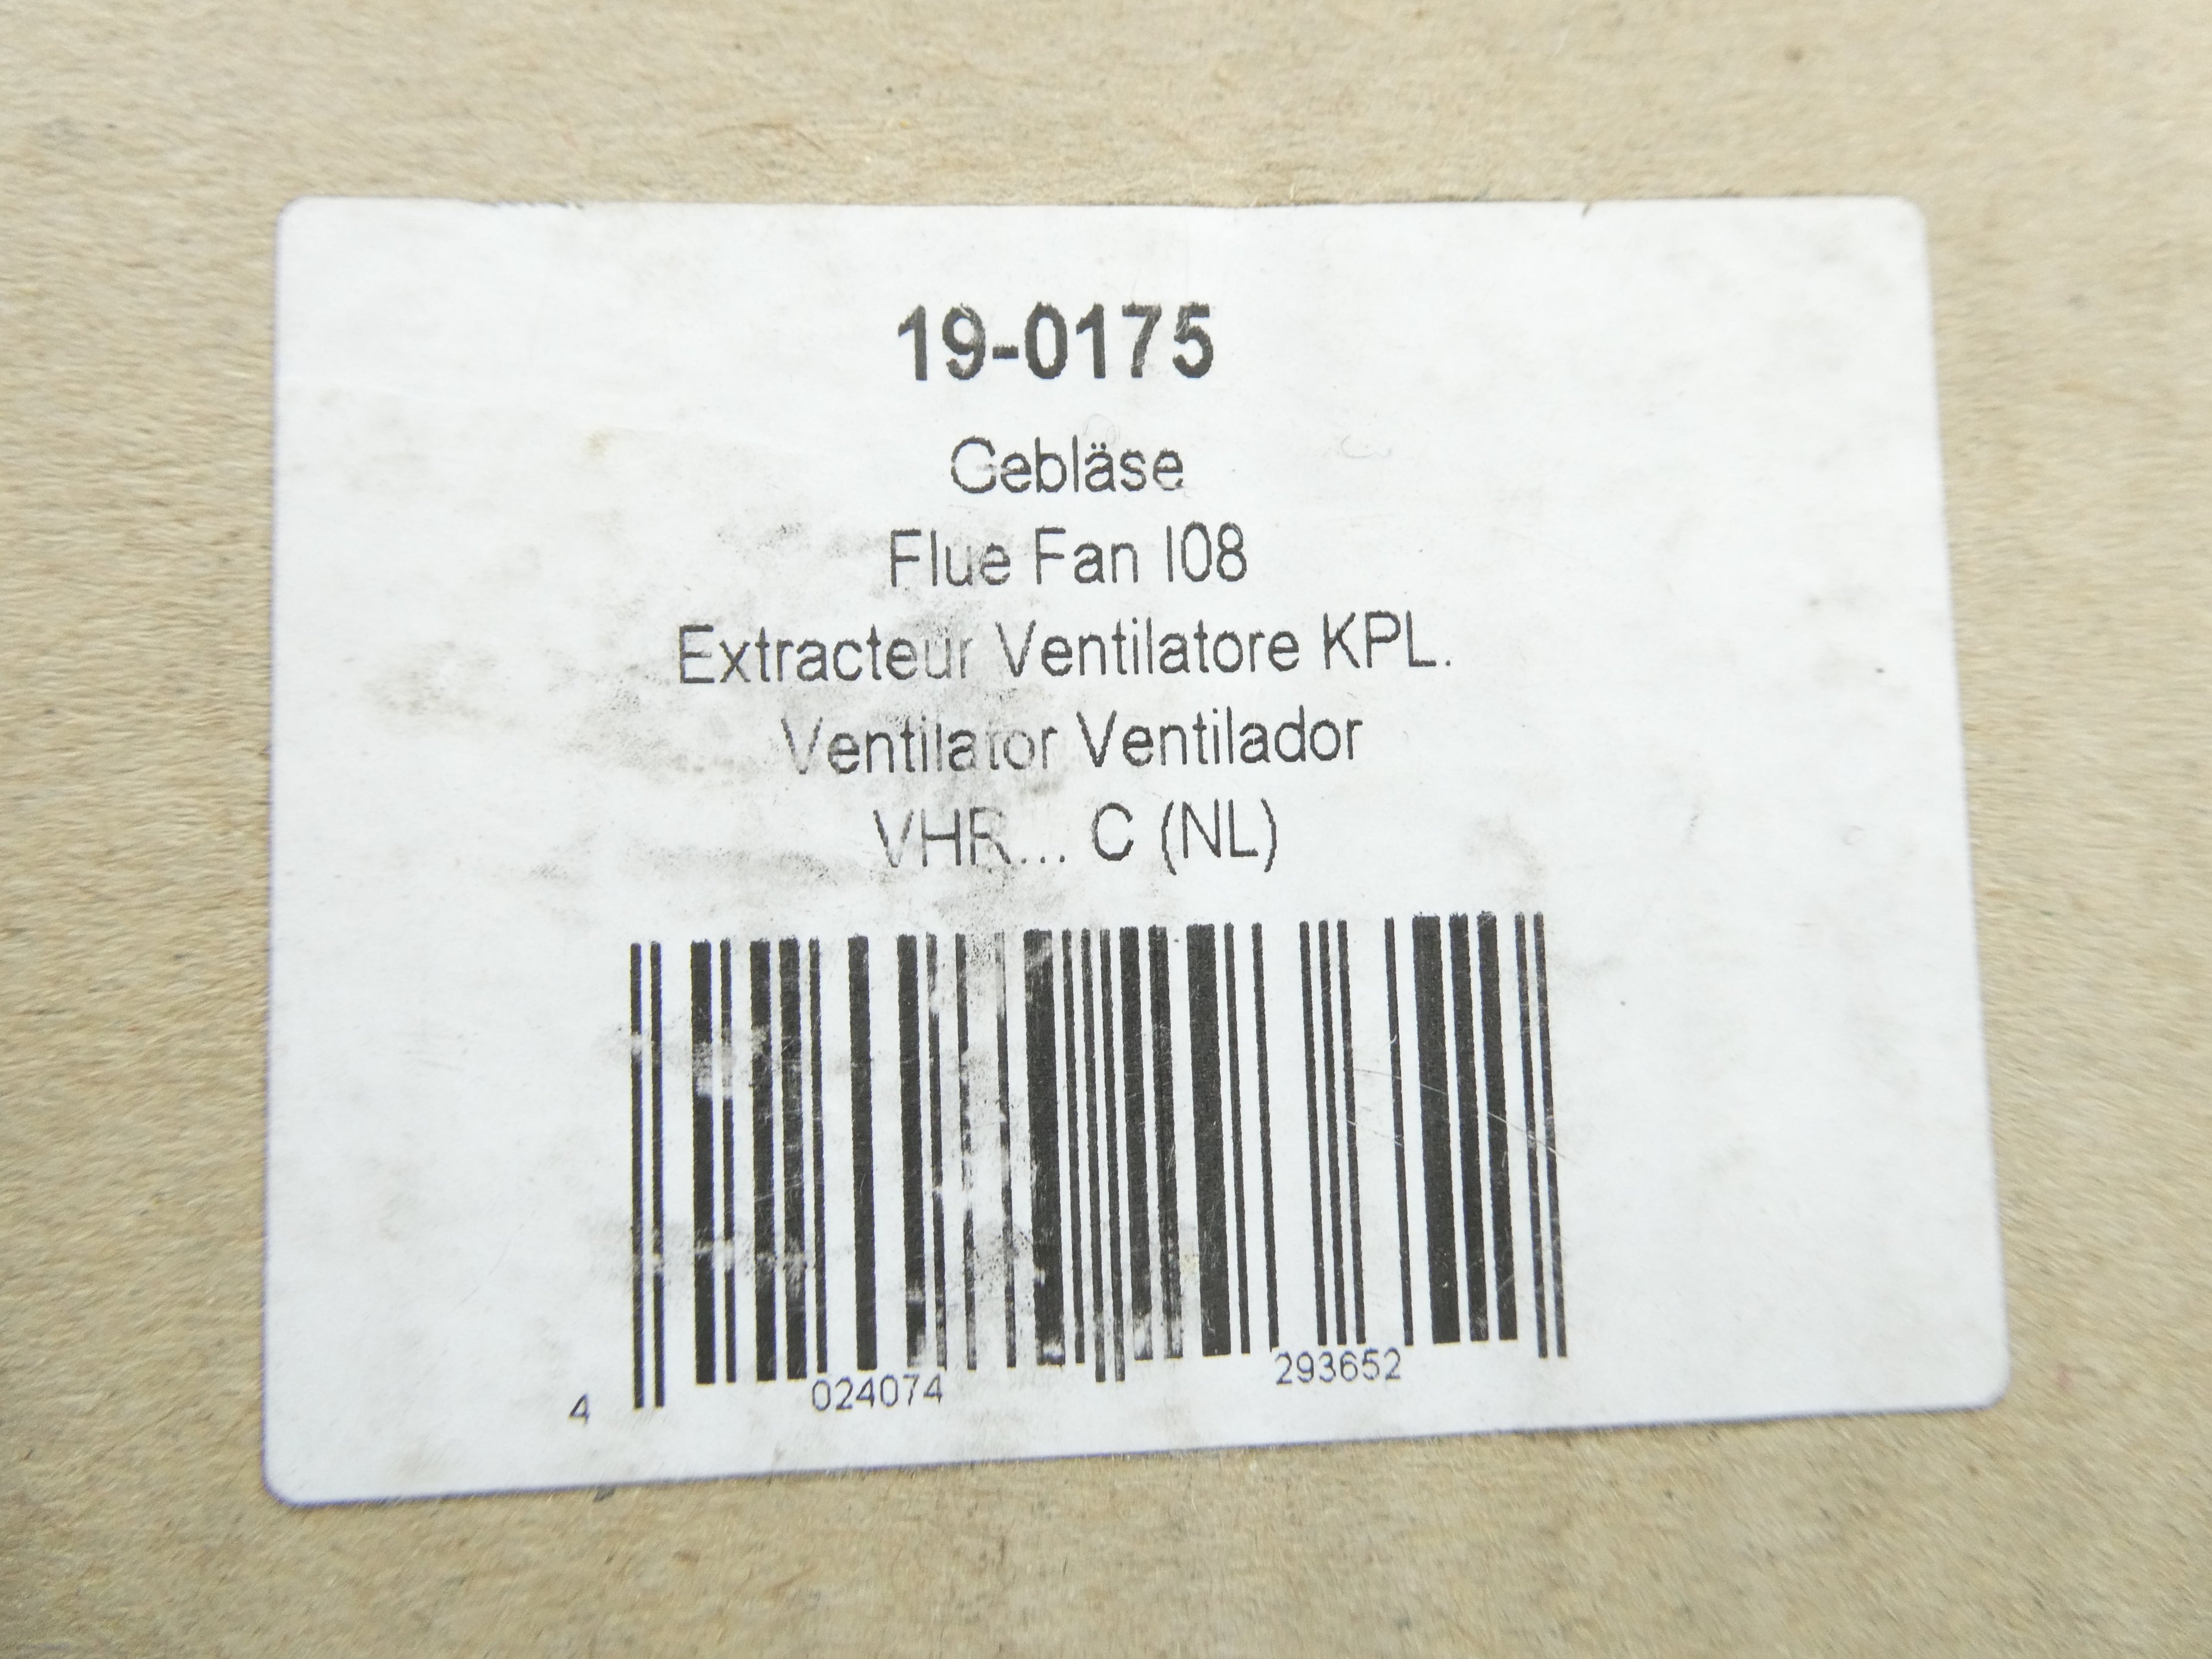 19-0175
Gebläse
Flue Fan I08
Extracteur Ventilatore KPL.
Ventilator Ventilador
VHR... C (NL)
4 024074 293652